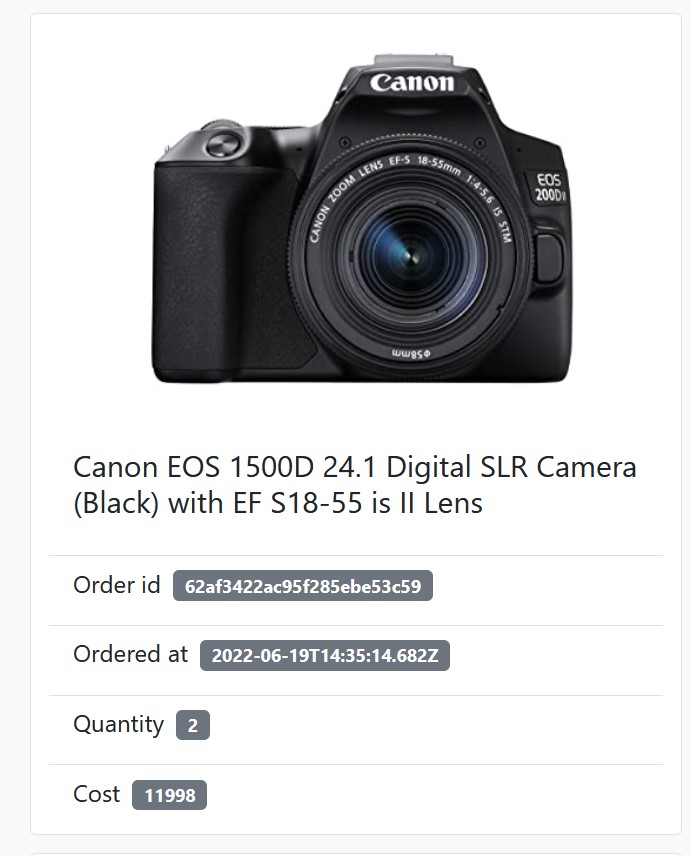 Canon
CANON ZOOM LENS EF-S 18-55mm 1:4-5.6 IS STM
EOS
200D II
ø58mm
Canon EOS 1500D 24.1 Digital SLR Camera
(Black) with EF S18-55 is II Lens
Order id 62af3422ac95f285ebe53c59
Ordered at 2022-06-19T14:35:14.682Z
Quantity 2
Cost 11998